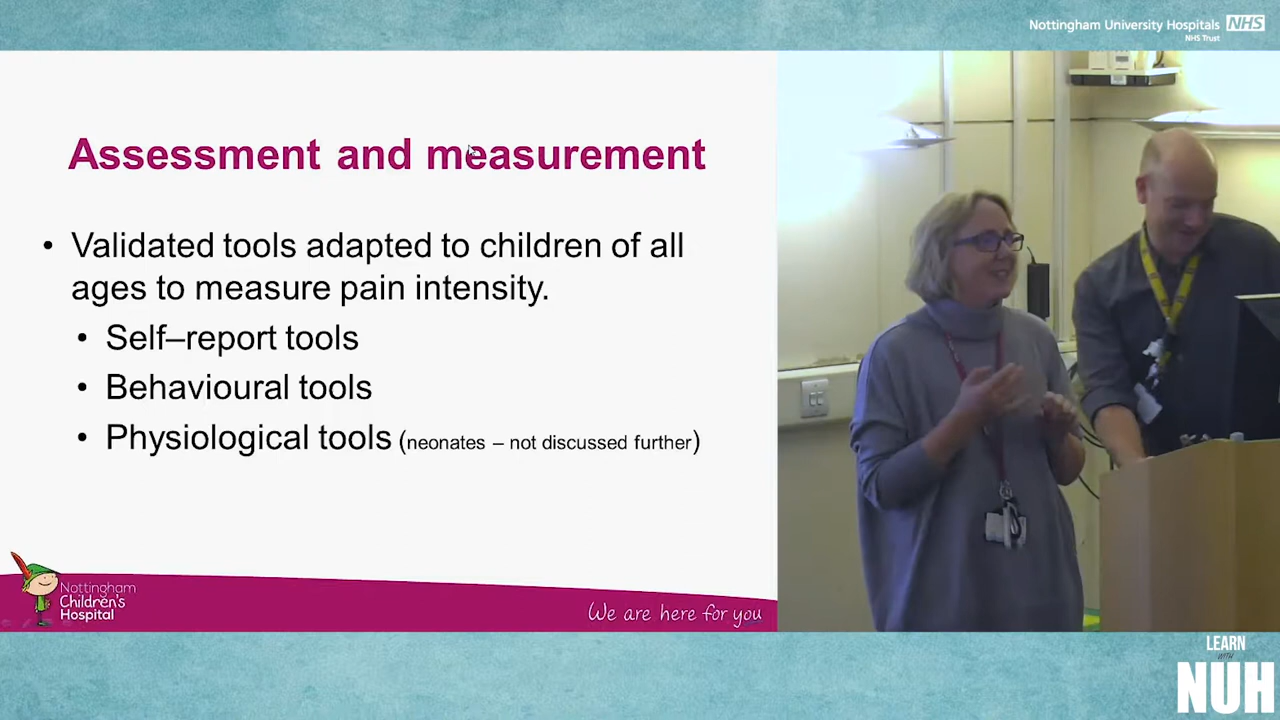 Nottingham University Hospitals NHS
NHS Trust
Assessment and measurement
• Validated tools adapted to children of all
ages to measure pain intensity.
• Self–report tools
• Behavioural tools
• Physiological tools (neonates – not discussed further)
Nottingham
Children's
Hospital
We are here for you
LEARN
WITH
NUH